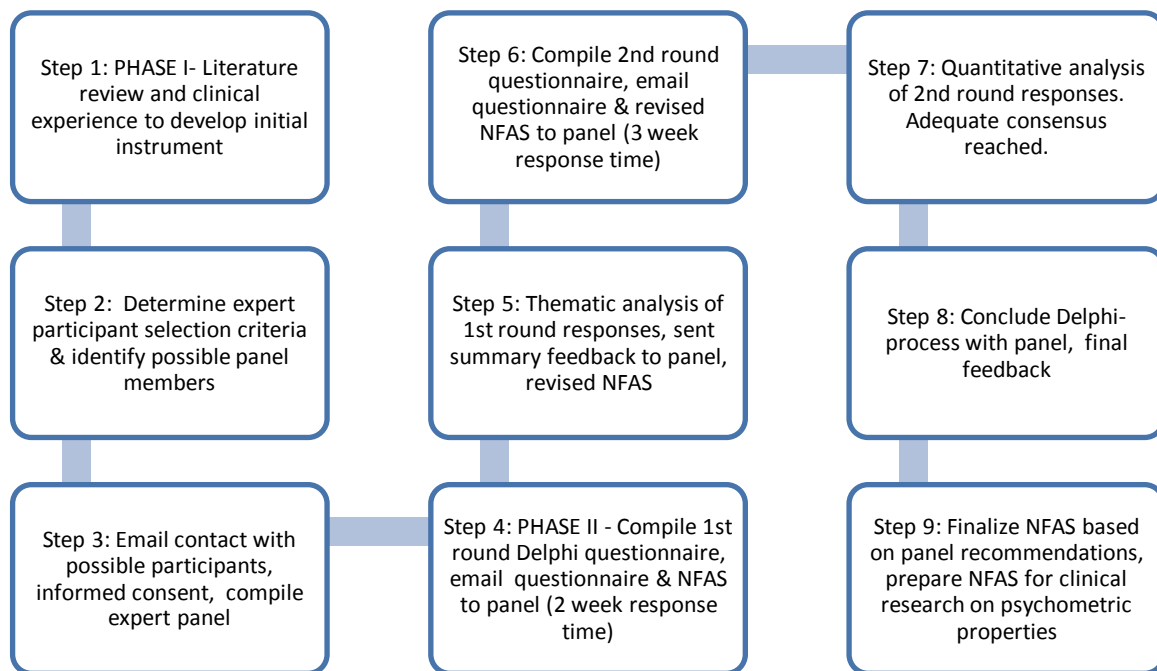 Step 1: PHASE I- Literature
review and clinical
experience to develop initial
instrument
Step 2:  Determine expert
participant selection criteria
& identify possible panel
members
Step 3: Email contact with
possible participants,
informed consent,  compile
expert panel
Step 4: PHASE II - Compile 1st
round Delphi questionnaire,
email  questionnaire & NFAS
to panel (2 week response
time)
Step 5: Thematic analysis of
1st round responses, sent
summary feedback to panel,
revised NFAS
Step 6: Compile 2nd round
questionnaire, email
questionnaire & revised
NFAS to panel (3 week
response time)
Step 7: Quantitative analysis
of 2nd round responses.
Adequate consensus
reached.
Step 8: Conclude Delphi-
process with panel,  final
feedback
Step 9: Finalize NFAS based
on panel recommendations,
prepare NFAS for clinical
research on psychometric
properties